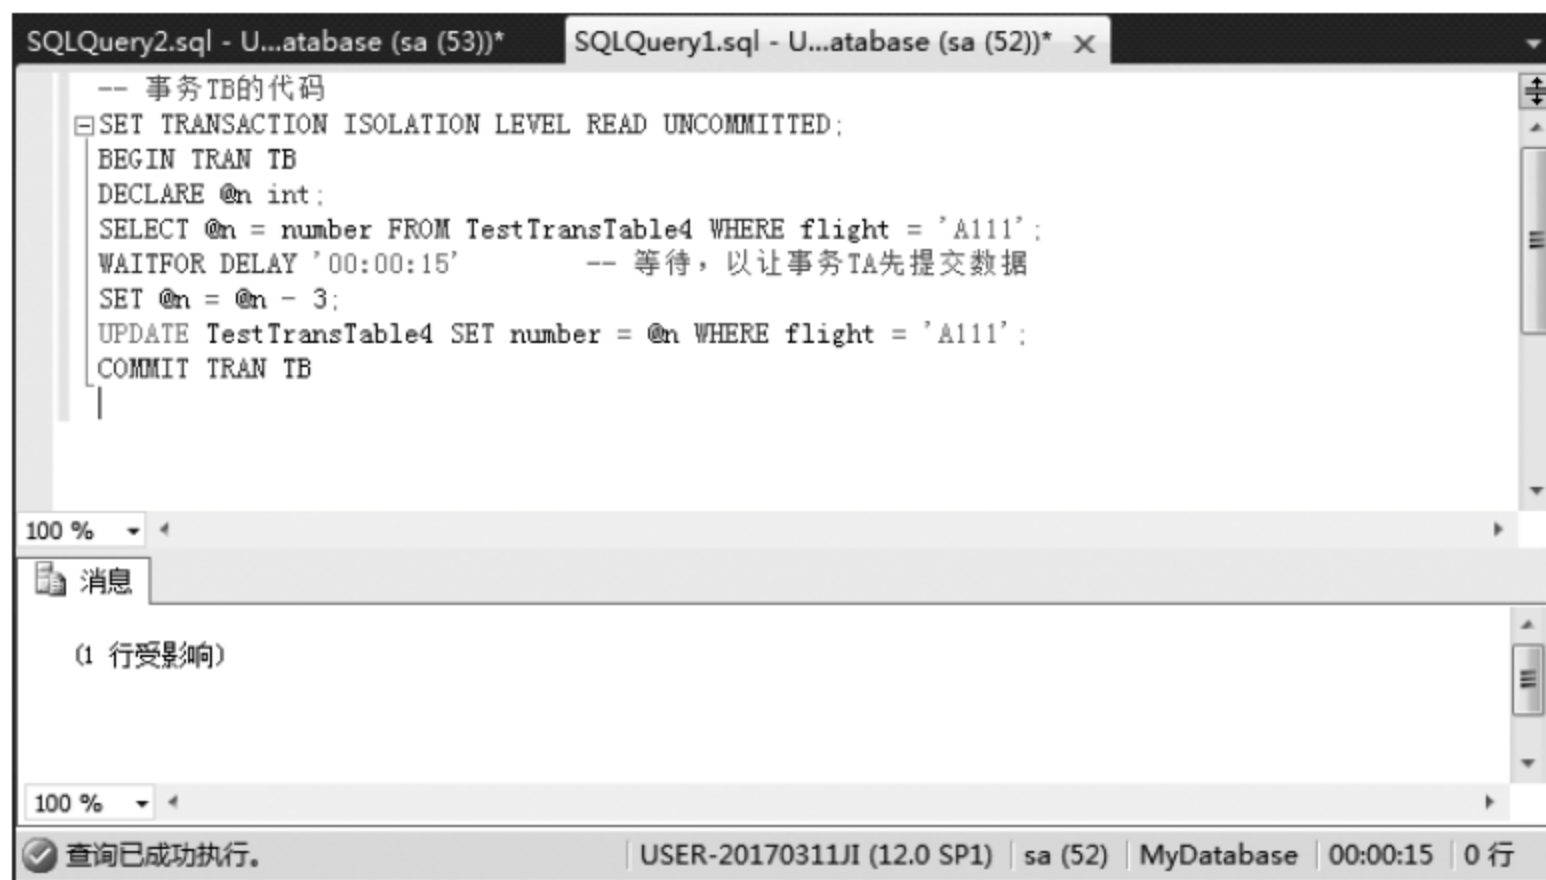 SQLQuery2.sql - U...atabase (sa (53))* SQLQuery1.sql - U...atabase (sa (52))*
-- 事务TB的代码
SET TRANSACTION ISOLATION LEVEL READ UNCOMMITTED;
BEGIN TRAN TB
DECLARE @n int;
SELECT @n = number FROM TestTransTable4 WHERE flight = 'A111';
WAITFOR DELAY '00:00:15' -- 等待，以让事务TA先提交数据
SET @n = @n - 3;
UPDATE TestTransTable4 SET number = @n WHERE flight = 'A111';
COMMIT TRAN TB
100 %
消息
(1 行受影响)
100 %
查询已成功执行。 USER-20170311JI (12.0 SP1) sa (52) MyDatabase 00:00:15 0 行